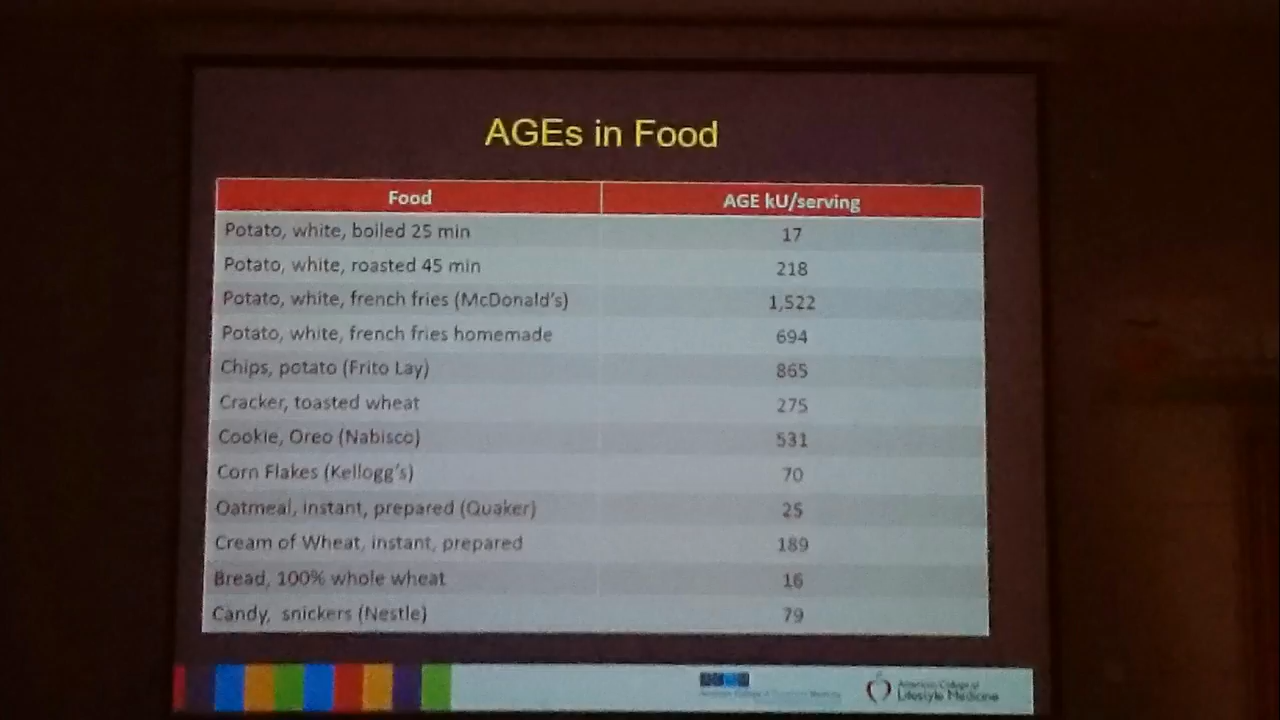 AGEs in Food
Food AGE kU/serving
Potato, white, boiled 25 min 17
Potato, white, roasted 45 min 218
Potato, white, french fries (McDonald's) 1,522
Potato, white, french fries homemade 694
Chips, potato (Frito Lay) 865
Cracker, toasted wheat 275
Cookie, Oreo (Nabisco) 531
Corn Flakes (Kellogg's) 70
Oatmeal, instant, prepared (Quaker) 25
Cream of Wheat, instant, prepared 189
Bread, 100% whole wheat 16
Candy, snickers (Nestle) 79
American College of
Lifestyle Medicine